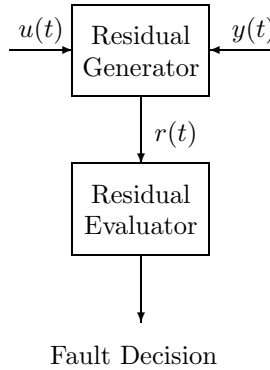 u(t)
Residual
Generator
y(t)
r(t)
Residual
Evaluator
Fault Decision